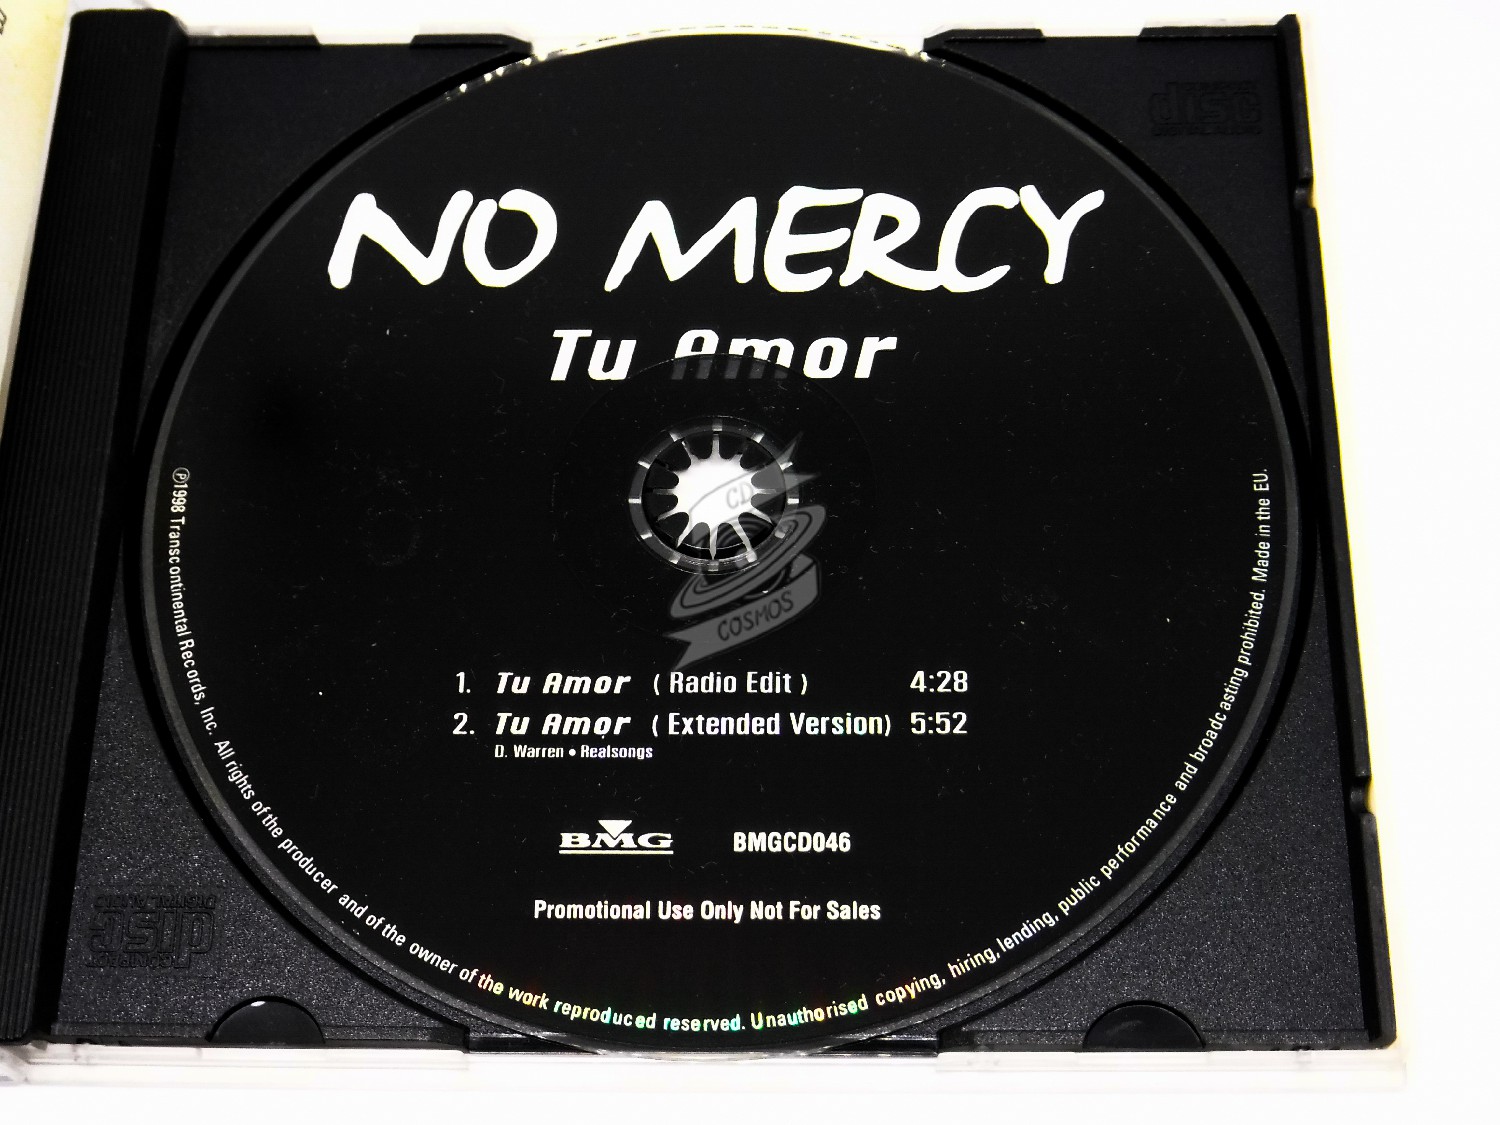 NO MERCY
Tu Amor
CD
COSMOS
1. Tu Amor ( Radio Edit ) 4:28
2. Tu Amor ( Extended Version) 5:52
D. Warren • Realsongs
BMG BMGCD046
Promotional Use Only Not For Sales
℗1998 Transcontinental Records, Inc. All rights of the producer and of the owner of the work reproduced reserved. Unauthorised copying, hiring, lending, public performance and broadcasting prohibited. Made in the EU.
disc
DIGITAL AUDIO
COMPACT
disc
DIGITAL AUDIO